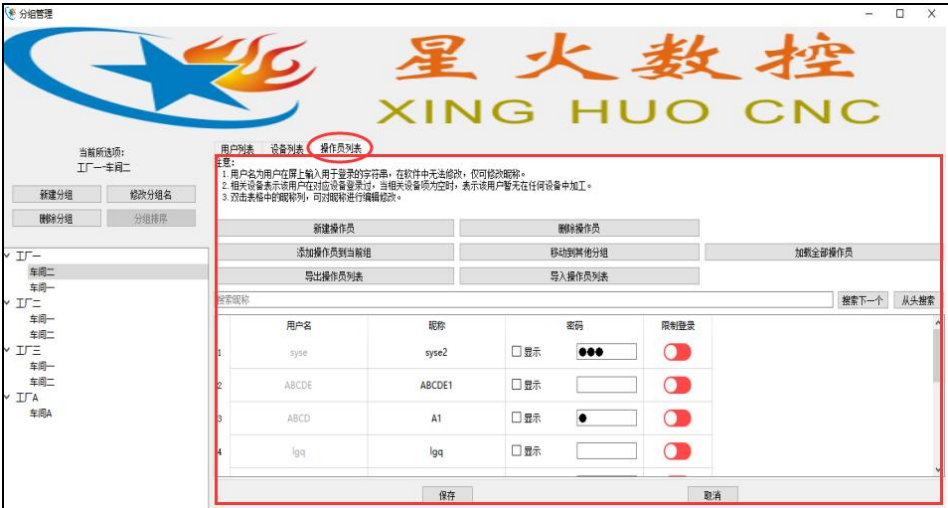 分组管理
星火数控
XING HUO CNC
当前所选项:
工厂一-车间二
新建分组 修改分组名
删除分组 分组排序
工厂一
车间二
车间一
工厂二
车间一
车间二
工厂三
车间一
车间二
工厂A
车间A
用户列表 设备列表 操作员列表
注意:
1.用户名为用户在屏上输入用于登录的字符串，在软件中无法修改，仅可修改昵称。
2.相关设备表示该用户在对应设备登录过，当相关设备项为空时，表示该用户暂无在任何设备中加工。
3.双击表格中的昵称列，可对昵称进行编辑修改。
新建操作员 删除操作员
添加操作员到当前组 移动到其他分组 加载全部操作员
导出操作员列表 导入操作员列表
搜索昵称 搜索下一个 从头搜索
用户名 昵称 密码 限制登录
1 syse syse2 显示 ●●●
2 ABCDE ABCDE1 显示
3 ABCD A1 显示 ●
4 lgq lgq 显示
保存 取消